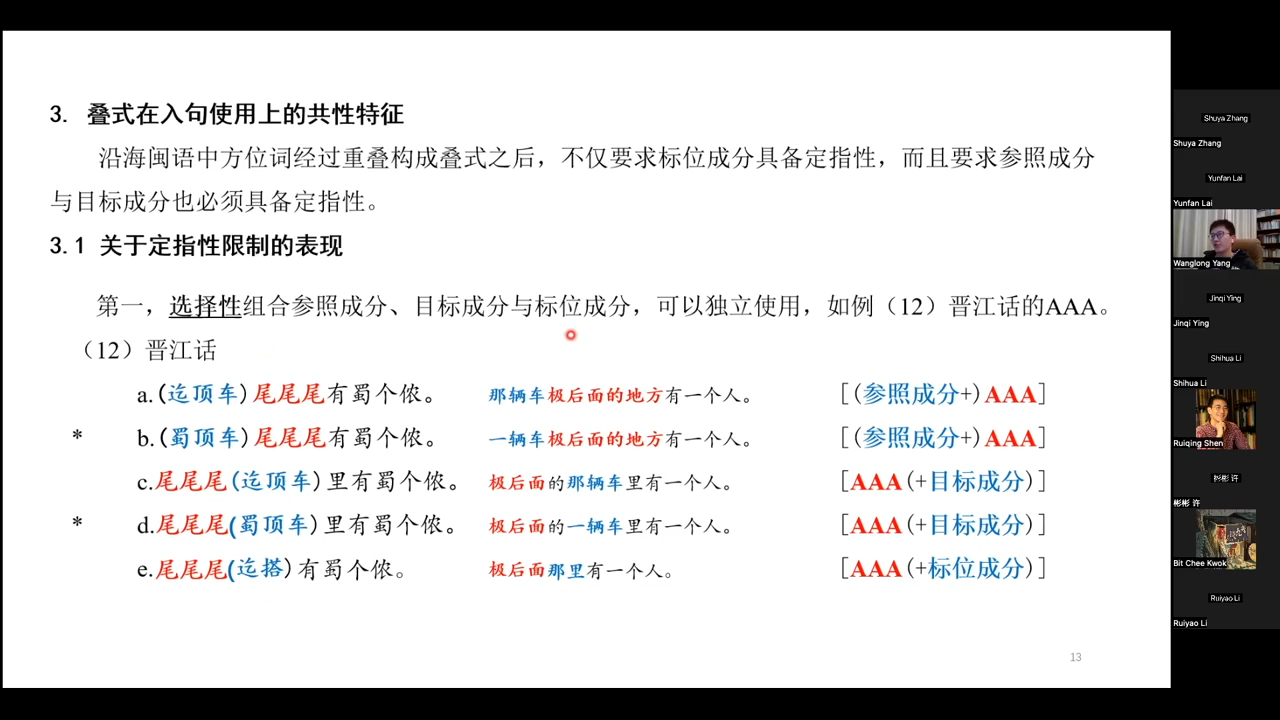 3. 叠式在入句使用上的共性特征
沿海闽语中方位词经过重叠构成叠式之后，不仅要求标位成分具备定指性，而且要求参照成分
与目标成分也必须具备定指性。
3.1 关于定指性限制的表现
第一，选择性组合参照成分、目标成分与标位成分，可以独立使用，如例（12）晋江话的AAA。
（12）晋江话
a.(迄顶车)尾尾尾有蜀个侬。 那辆车极后面的地方有一个人。 [(参照成分+)AAA]
* b.(蜀顶车)尾尾尾有蜀个侬。 一辆车极后面的地方有一个人。 [(参照成分+)AAA]
c.尾尾尾(迄顶车)里有蜀个侬。 极后面的那辆车里有一个人。 [AAA(+目标成分)]
* d.尾尾尾(蜀顶车)里有蜀个侬。 极后面的一辆车里有一个人。 [AAA(+目标成分)]
e.尾尾尾(迄搭)有蜀个侬。 极后面那里有一个人。 [AAA(+标位成分)]
13
Shuya Zhang
Shuya Zhang
Yunfan Lai
Yunfan Lai
Wanglong Yang
Jinqi Ying
Jinqi Ying
Shihua Li
Shihua Li
Ruiqing Shen
彬彬 许
彬彬 许
Bit Chee Kwok
Ruiyao Li
Ruiyao Li